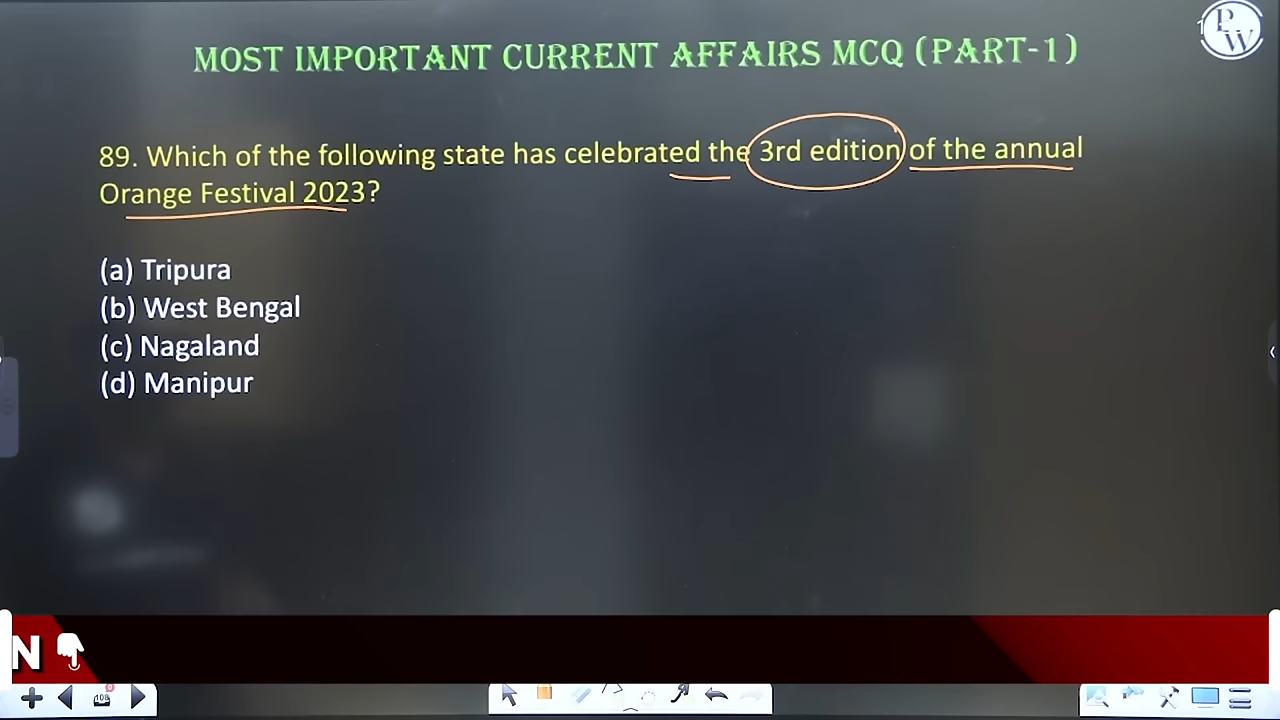 MOST IMPORTANT CURRENT AFFAIRS MCQ (PART-1)
P
W
89. Which of the following state has celebrated the 3rd edition of the annual
Orange Festival 2023?
(a) Tripura
(b) West Bengal
(c) Nagaland
(d) Manipur
N
108